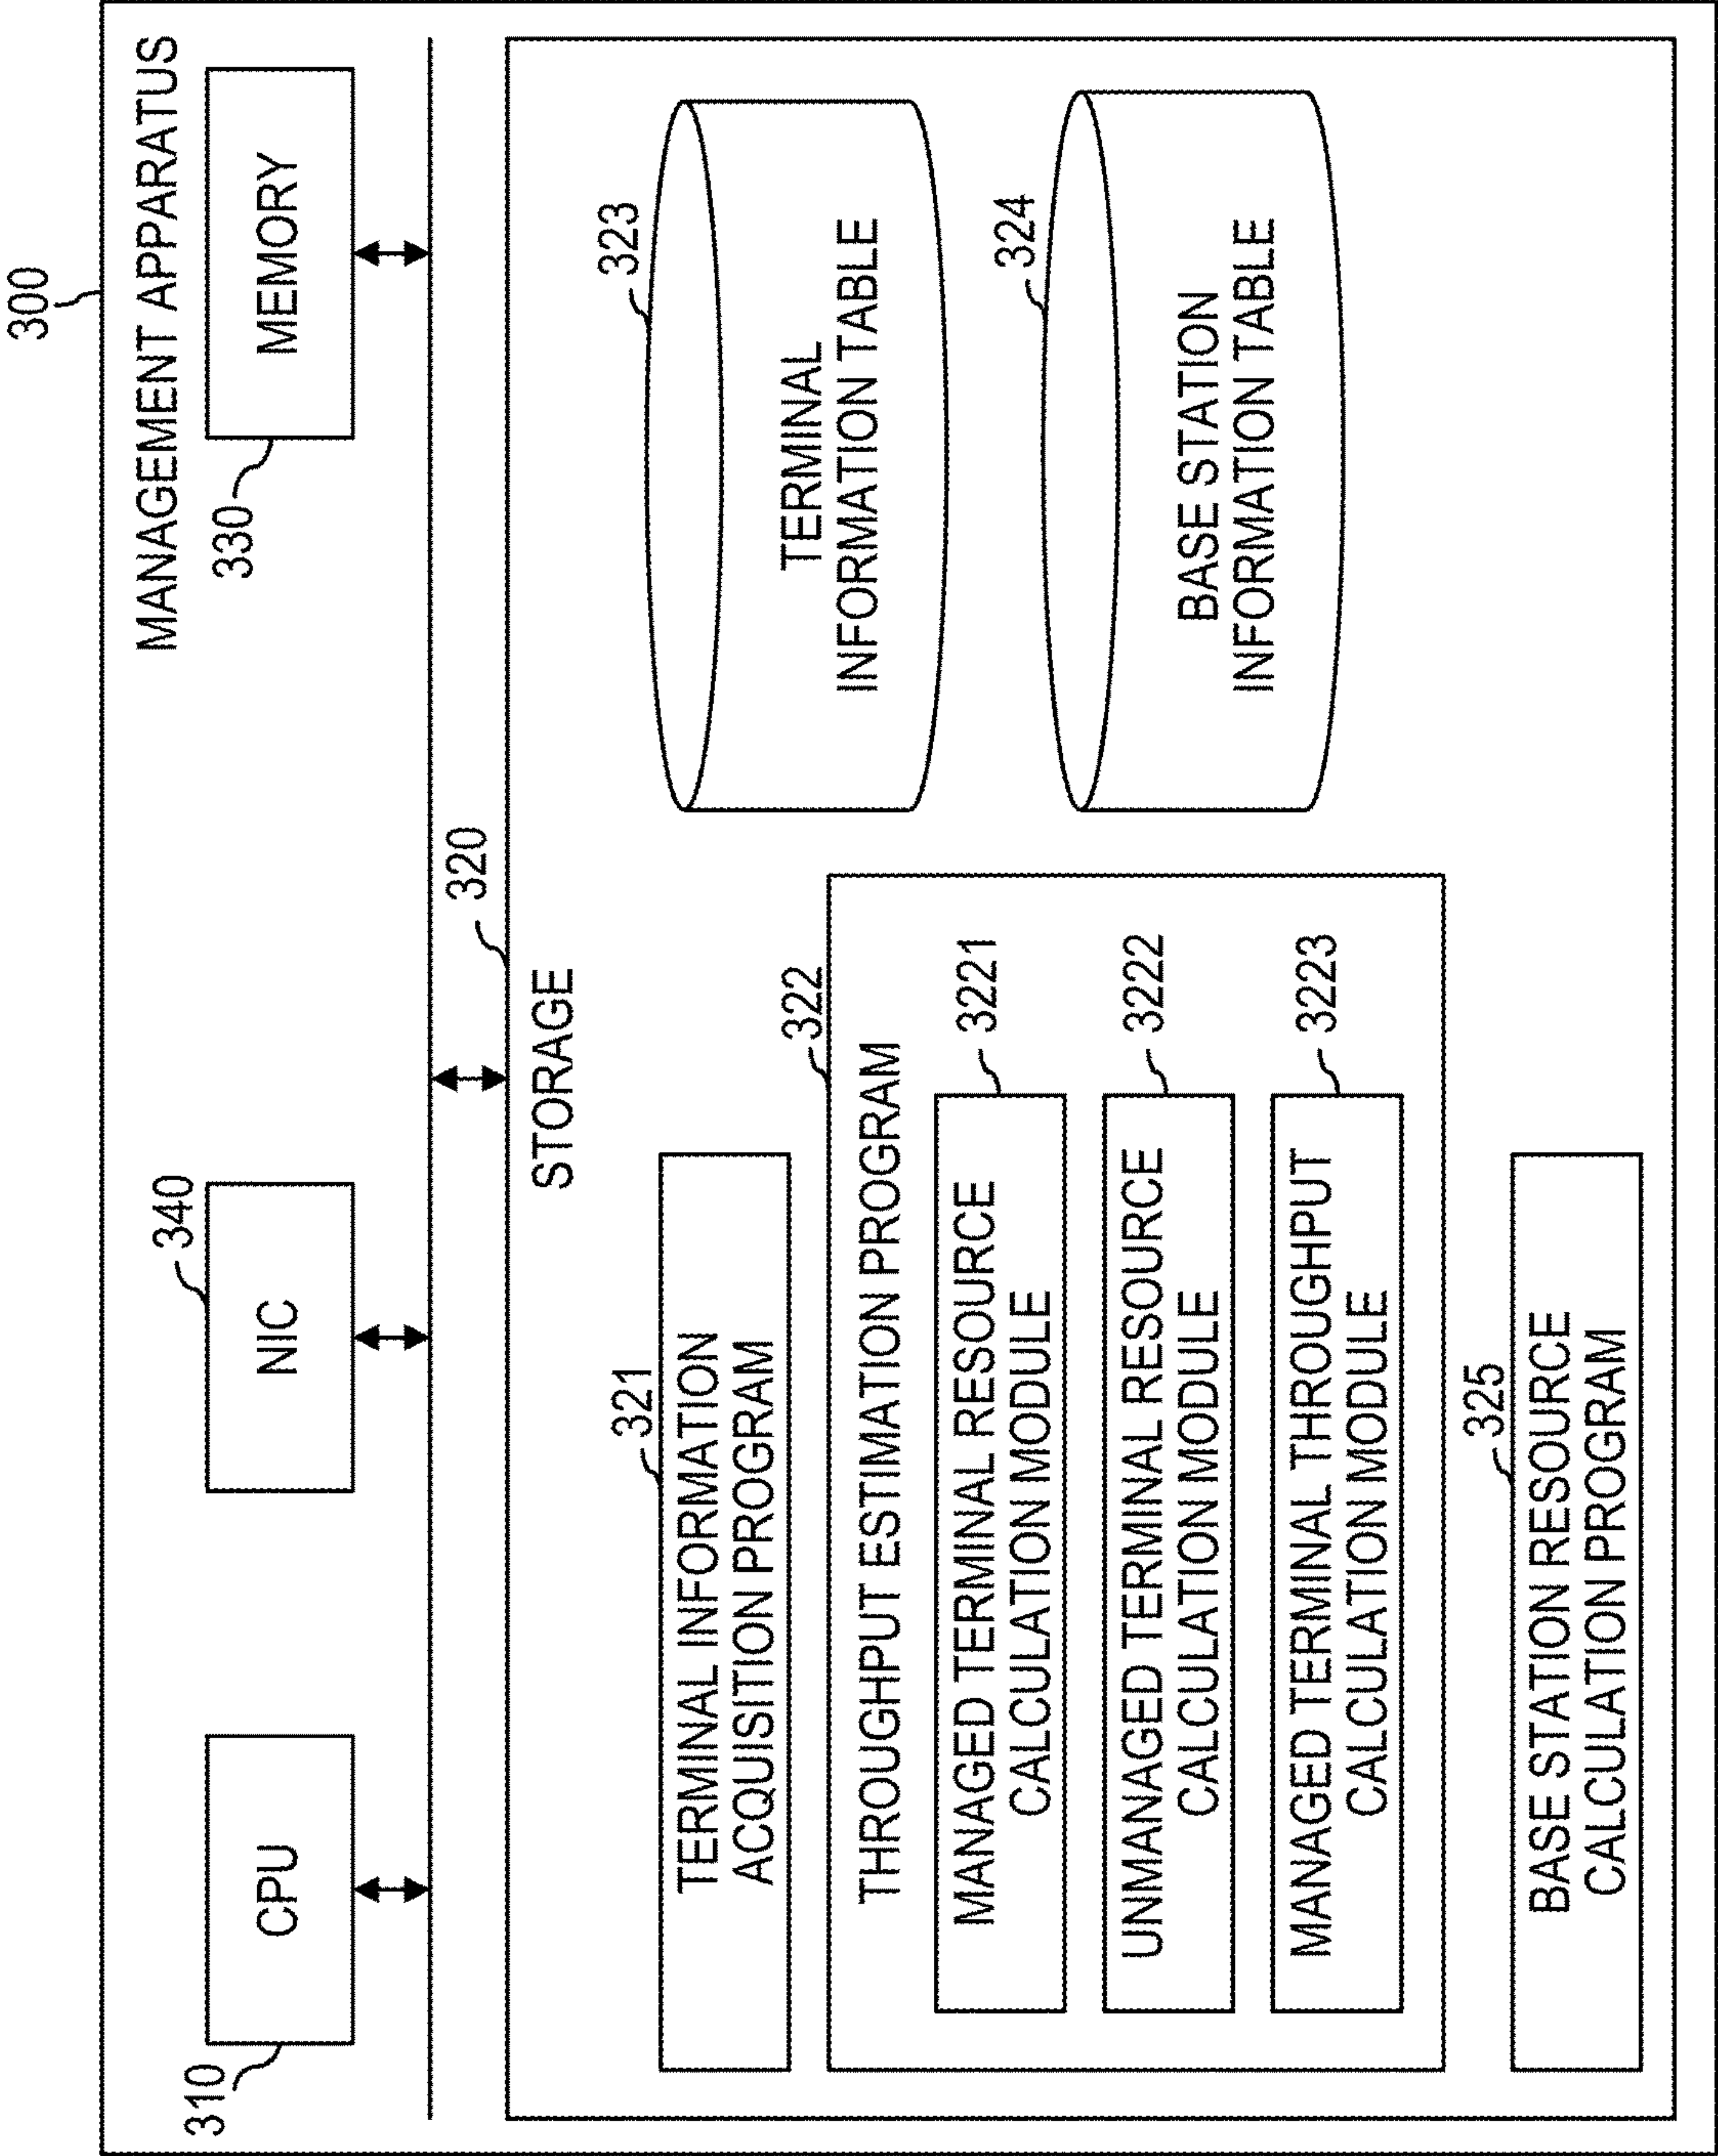 300
MANAGEMENT APPARATUS
310
CPU
340
NIC
330
MEMORY
320
STORAGE
321
TERMINAL INFORMATION
ACQUISITION PROGRAM
322
THROUGHPUT ESTIMATION PROGRAM
MANAGED TERMINAL RESOURCE
CALCULATION MODULE
3221
UNMANAGED TERMINAL RESOURCE
CALCULATION MODULE
3222
MANAGED TERMINAL THROUGHPUT
CALCULATION MODULE
3223
325
BASE STATION RESOURCE
CALCULATION PROGRAM
323
TERMINAL
INFORMATION TABLE
324
BASE STATION
INFORMATION TABLE